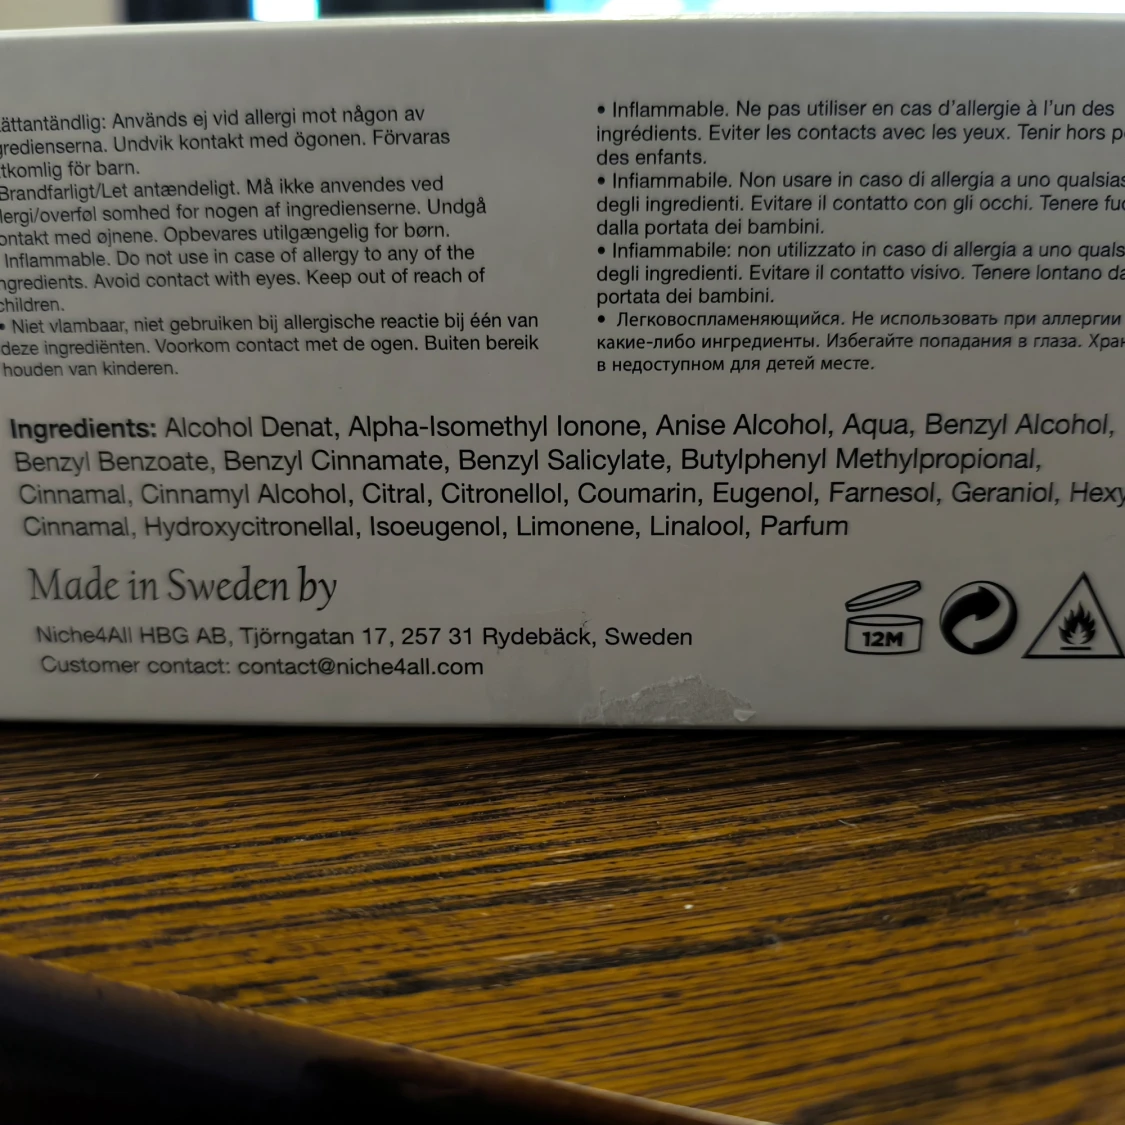 ättantändlig: Används ej vid allergi mot någon av
gredienserna. Undvik kontakt med ögonen. Förvaras
tkomlig för barn.
Brandfarligt/Let antændeligt. Må ikke anvendes ved
lergi/overføl somhed for nogen af ingredienserne. Undgå
ontakt med øjnene. Opbevares utilgængelig for børn.
Inflammable. Do not use in case of allergy to any of the
ngredients. Avoid contact with eyes. Keep out of reach of
children.
• Niet vlambaar, niet gebruiken bij allergische reactie bij één van
deze ingrediënten. Voorkom contact met de ogen. Buiten bereik
houden van kinderen.
• Inflammable. Ne pas utiliser en cas d'allergie à l'un des
ingrédients. Eviter les contacts avec les yeux. Tenir hors p
des enfants.
• Infiammabile. Non usare in caso di allergia a uno qualsias
degli ingredienti. Evitare il contatto con gli occhi. Tenere fuo
dalla portata dei bambini.
• Infiammabile: non utilizzato in caso di allergia a uno quals
degli ingredienti. Evitare il contatto visivo. Tenere lontano da
portata dei bambini.
• Легковоспламеняющийся. Не использовать при аллергии
какие-либо ингредиенты. Избегайте попадания в глаза. Хран
в недоступном для детей месте.
Ingredients: Alcohol Denat, Alpha-Isomethyl Ionone, Anise Alcohol, Aqua, Benzyl Alcohol,
Benzyl Benzoate, Benzyl Cinnamate, Benzyl Salicylate, Butylphenyl Methylpropional,
Cinnamal, Cinnamyl Alcohol, Citral, Citronellol, Coumarin, Eugenol, Farnesol, Geraniol, Hexy
Cinnamal, Hydroxycitronellal, Isoeugenol, Limonene, Linalool, Parfum
Made in Sweden by
Niche4All HBG AB, Tjörngatan 17, 257 31 Rydebäck, Sweden
Customer contact: contact@niche4all.com
12M